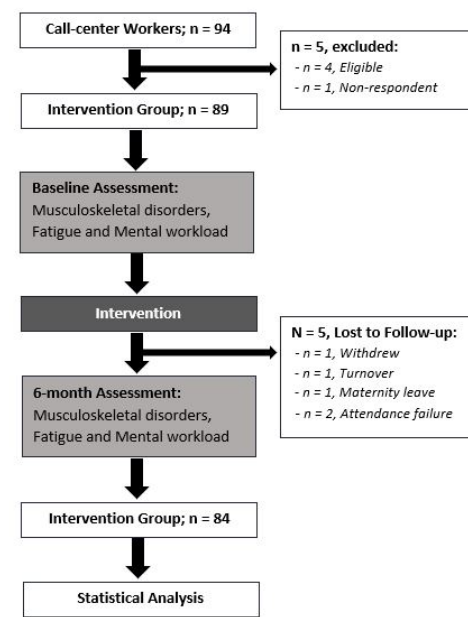 Call-center Workers; n = 94
n = 5, excluded:
- n = 4, Eligible
- n = 1, Non-respondent
Intervention Group; n = 89
Baseline Assessment:
Musculoskeletal disorders,
Fatigue and Mental workload
Intervention
N = 5, Lost to Follow-up:
- n = 1, Withdrew
- n = 1, Turnover
- n = 1, Maternity leave
- n = 2, Attendance failure
6-month Assessment:
Musculoskeletal disorders,
Fatigue and Mental workload
Intervention Group; n = 84
Statistical Analysis